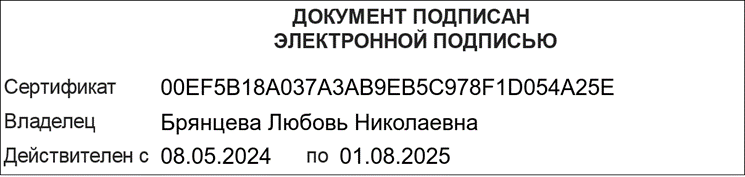 ДОКУМЕНТ ПОДПИСАН
ЭЛЕКТРОННОЙ ПОДПИСЬЮ
Сертификат 00EF5B18A037A3AB9EB5C978F1D054A25E
Владелец Брянцева Любовь Николаевна
Действителен с 08.05.2024 по 01.08.2025